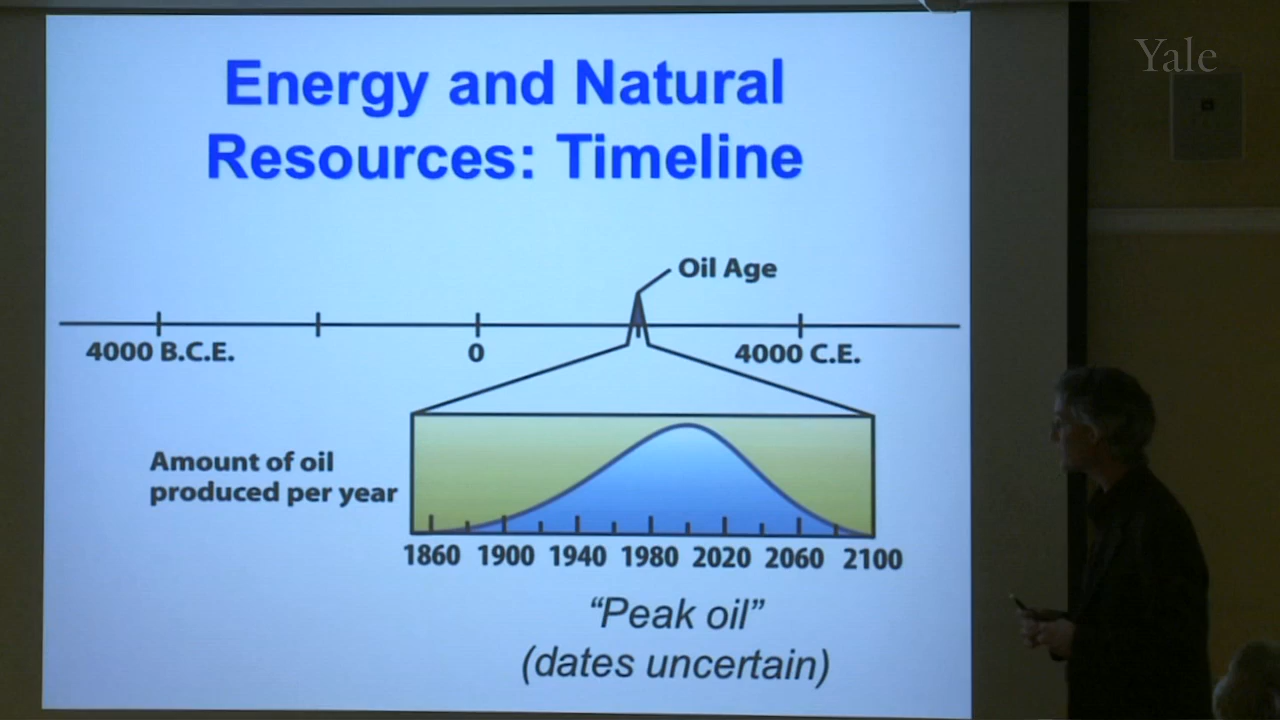 Yale
Energy and Natural
Resources: Timeline
Oil Age
4000 B.C.E.
0
4000 C.E.
Amount of oil
produced per year
1860 1900 1940 1980 2020 2060 2100
“Peak oil”
(dates uncertain)